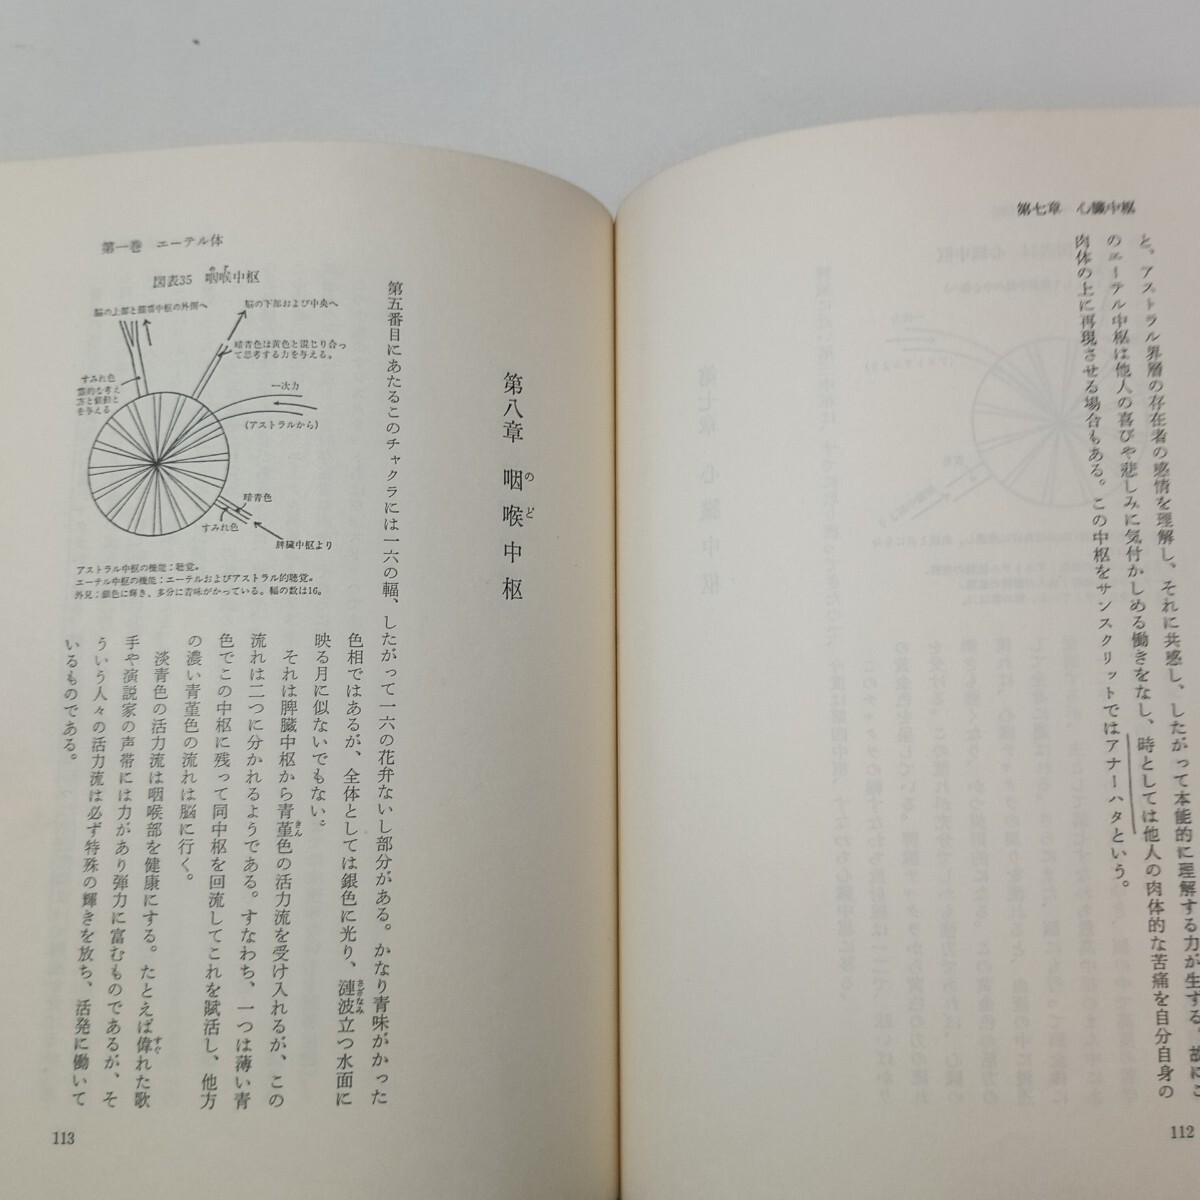 第七章　心臓中枢
と、アストラル界層の存在者の感情を理解し、それに共感し、したがって本能的に理解する力が生ずる。故にこ
のエーテル中枢は他人の喜びや悲しみに気付かしめる働きをなし、時としては他人の肉体的な苦痛を自分自身の
肉体の上に再現させる場合もある。この中枢をサンスクリットではアナーハタという。
112
第一巻　エーテル体
第八章　咽喉中枢
のど
第五番目にあたるこのチャクラには一六の輻、したがって一六の花弁ないし部分がある。かなり青味がかった
色相ではあるが、全体としては銀色に光り、漣波立つ水面に
さざなみ
映る月に似ないでもない。
それは脾臓中枢から青菫色の活力流を受け入れるが、この
きん
流れは二つに分かれるようである。すなわち、一つは薄い青
色でこの中枢に残って同中枢を回流してこれを賦活し、他方
の濃い青菫色の流れは脳に行く。
淡青色の活力流は咽喉部を健康にする。たとえば偉れた歌
すぐ
手や演説家の声帯には力があり弾力に富むものであるが、そ
ういう人々の活力流は必ず特殊の輝きを放ち、活発に働いて
いるものである。
図表35　咽喉中枢
のど
脳の上部と頭頂中枢の外側へ
脳の下部および中央へ
暗青色は黄色と混じり合っ
て思考する力を与える。
すみれ色
霊的な考え
方と衝動と
を与える
一次力
(アストラルから)
暗青色
すみれ色
脾臓中枢より
アストラル中枢の機能：聴覚。
エーテル中枢の機能：エーテルおよびアストラル的聴覚。
外見：銀色に輝き、多分に青味がかっている。輻の数は16。
113